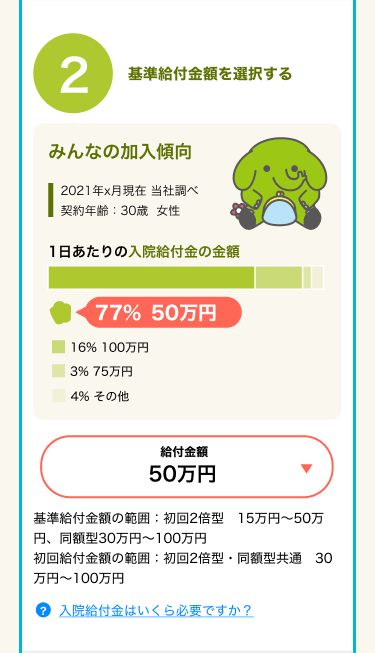 2
基準給付金額を選択する
みんなの加入傾向
2021年x月現在 当社調べ
契約年齢：30歳 女性
1日あたりの入院給付金の金額
77% 50万円
16% 100万円
3% 75万円
4% その他
給付金額
50万円
基準給付金額の範囲：初回2倍型　15万円〜50万
円、同額型30万円〜100万円
初回給付金額の範囲：初回2倍型・同額型共通　30
万円〜100万円
? 入院給付金はいくら必要ですか？